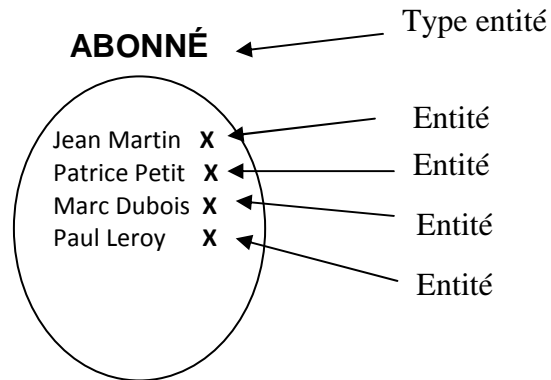 Type entité
ABONNÉ
Jean Martin X
Entité
Patrice Petit X
Entité
Marc Dubois X
Entité
Paul Leroy X
Entité